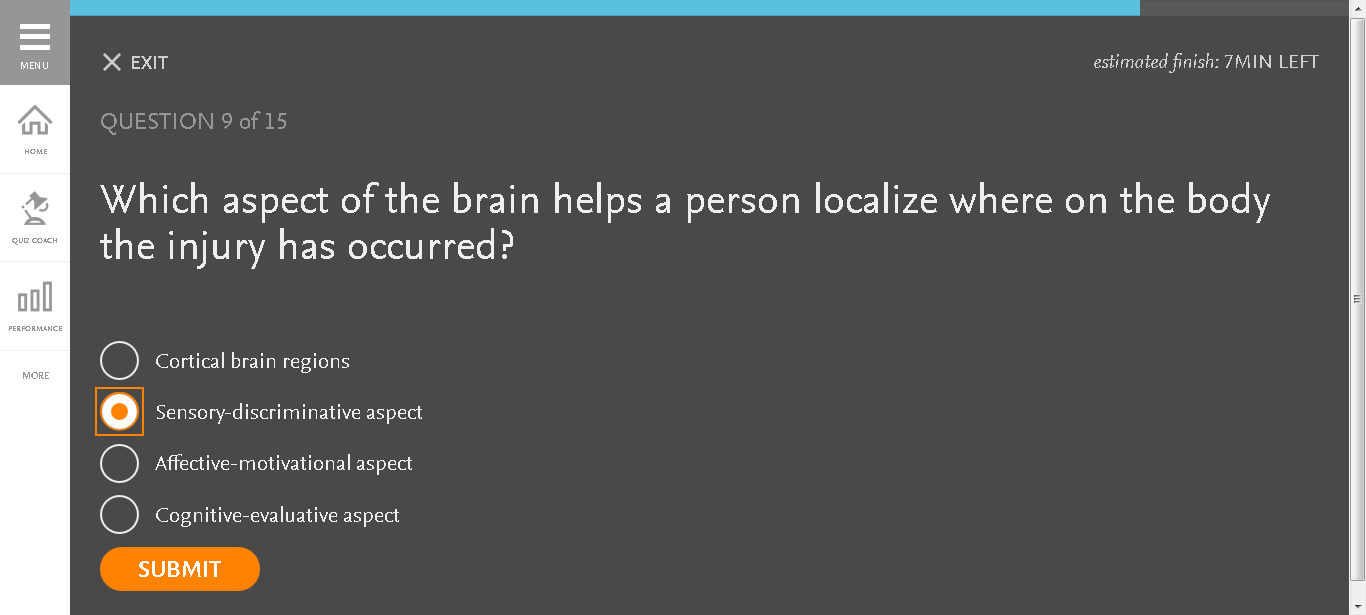 MENU
HOME
QUIZ COACH
PERFORMANCE
MORE
EXIT
estimated finish: 7MIN LEFT
QUESTION 9 of 15
Which aspect of the brain helps a person localize where on the body
the injury has occurred?
Cortical brain regions
Sensory-discriminative aspect
Affective-motivational aspect
Cognitive-evaluative aspect
SUBMIT